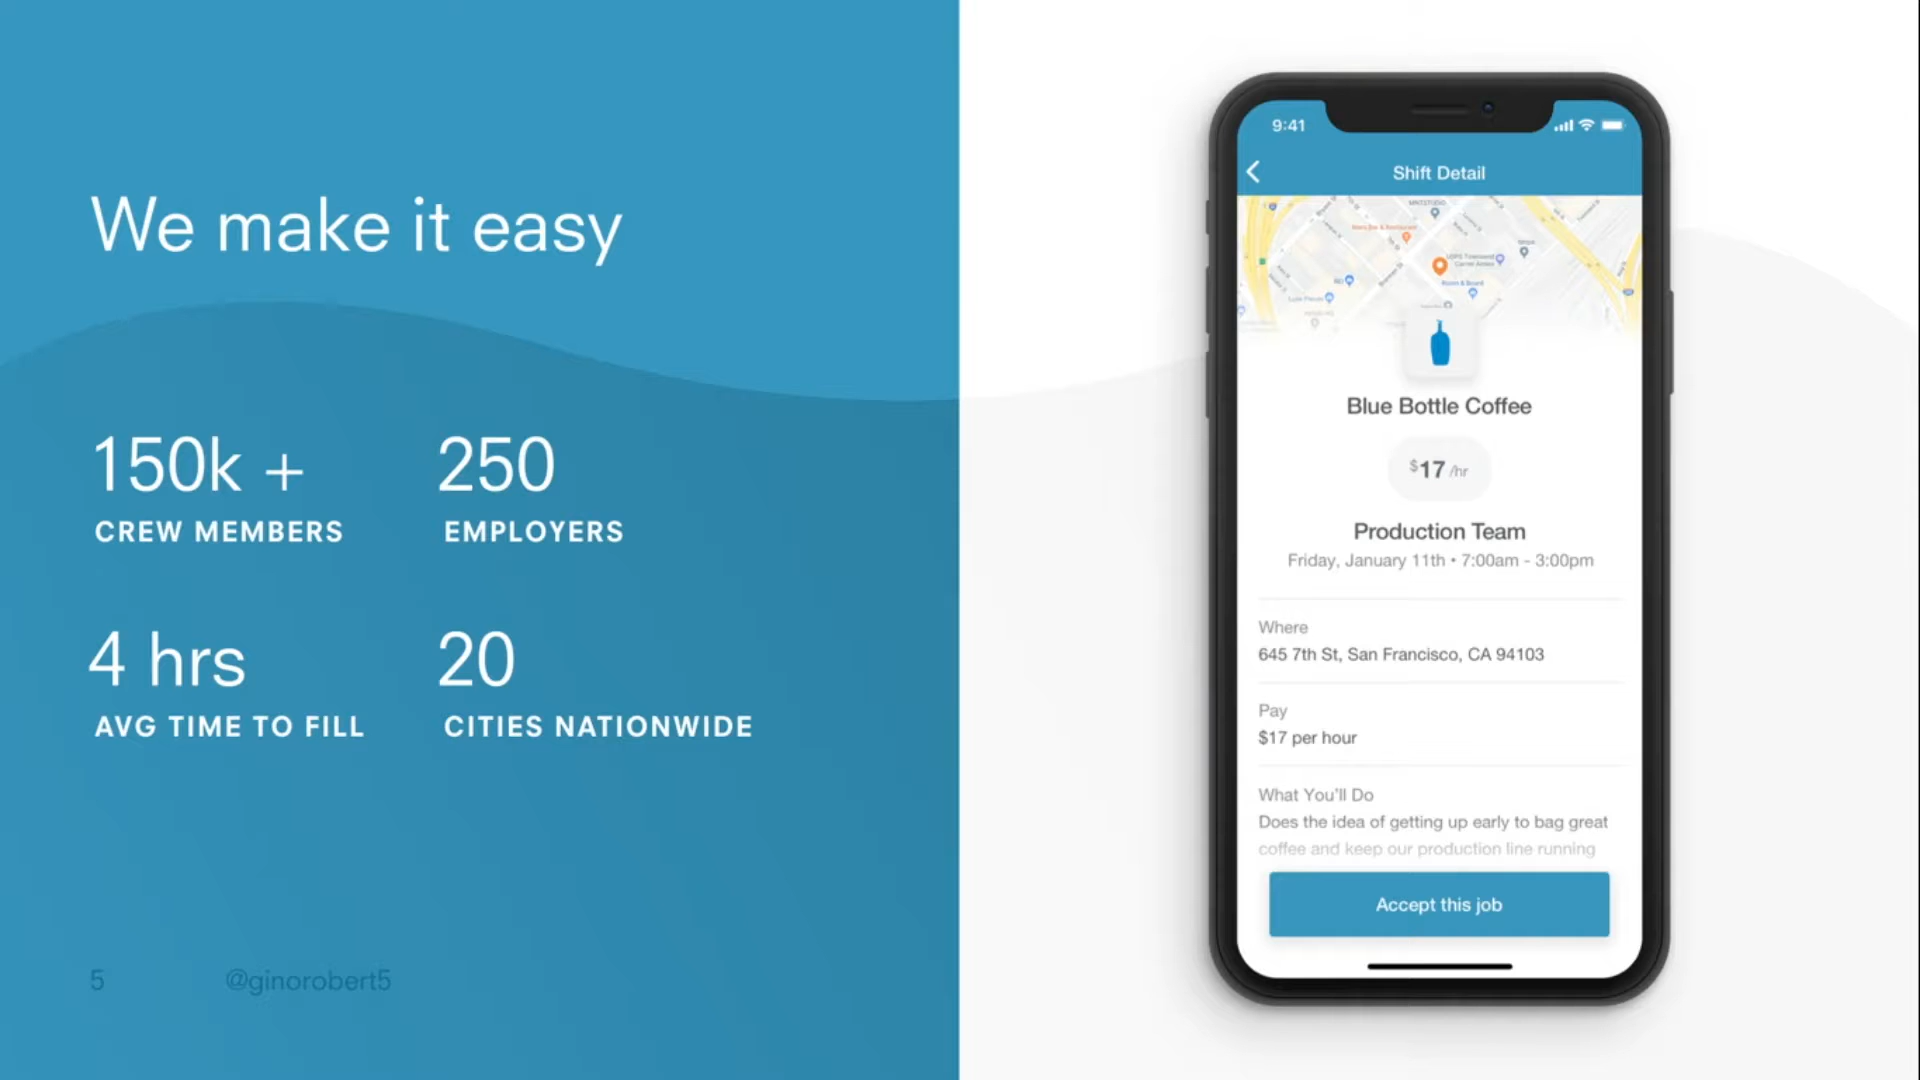 We make it easy
150k +
CREW MEMBERS
250
EMPLOYERS
4 hrs
AVG TIME TO FILL
20
CITIES NATIONWIDE
5
@ginorobert5
9:41
Shift Detail
MNTSTUDIO
Room & Board
Blue Bottle Coffee
$17 /hr
Production Team
Friday, January 11th • 7:00am - 3:00pm
Where
645 7th St, San Francisco, CA 94103
Pay
$17 per hour
What You'll Do
Does the idea of getting up early to bag great
coffee and keep our production line running
Accept this job